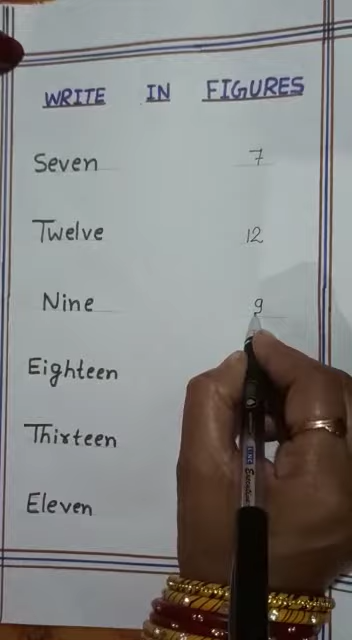 WRITE IN FIGURES
Seven 7
Twelve 12
Nine 9
Eighteen
Thirteen
Eleven